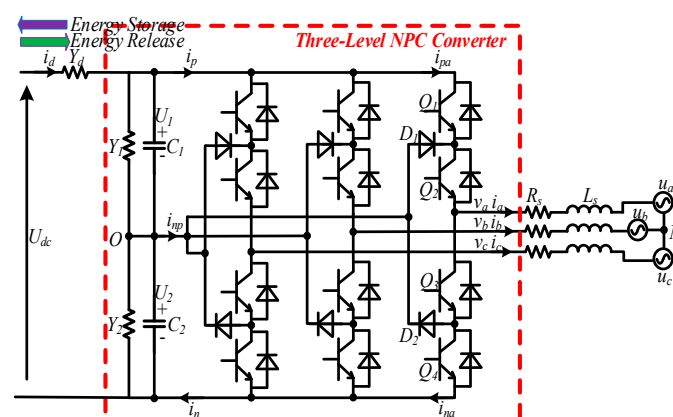 Energy Storage
Energy Release
Three-Level NPC Converter
i_d Y_d i_p i_pa
U_1 + - C_1
Y_1
Q_1
D_1
Q_2
v_a i_a R_s L_s u_a
i_np
v_b i_b u_b
O
v_c i_c u_c
U_dc
U_2 + - C_2
Y_2
Q_3
D_2
Q_4
i_n i_na